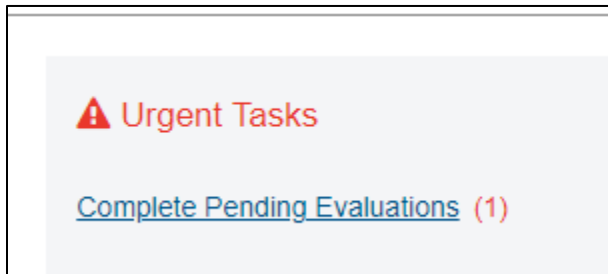 Urgent Tasks
Complete Pending Evaluations (1)